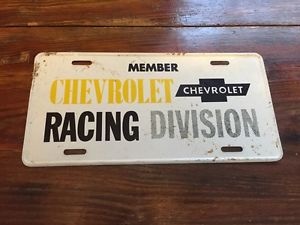 MEMBER
CHEVROLET CHEVROLET
RACING DIVISION